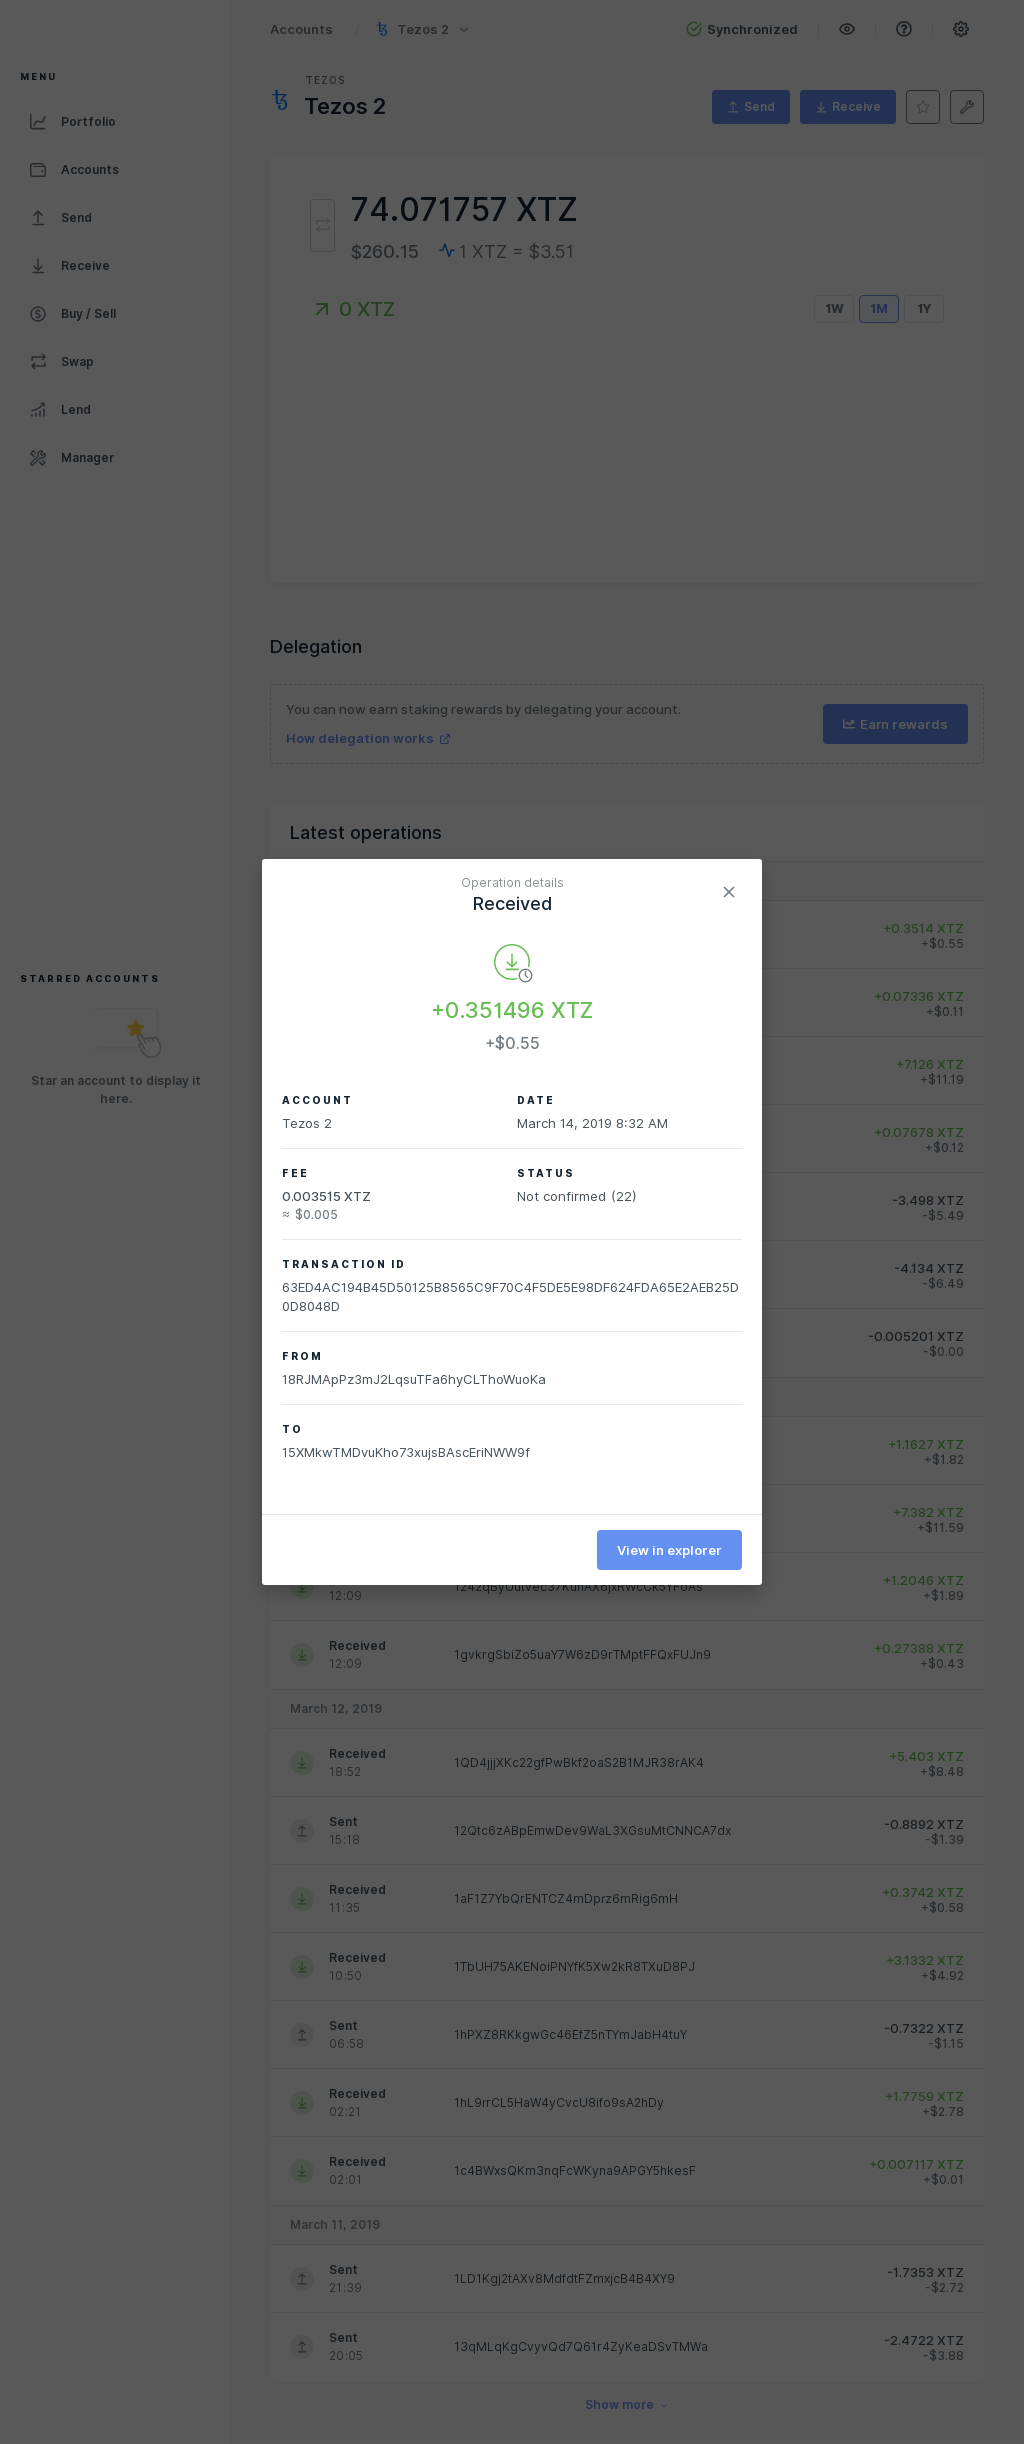 Accounts / Tezos 2
Synchronized
MENU
Portfolio
Accounts
Send
Receive
Buy / Sell
Swap
Lend
Manager
STARRED ACCOUNTS
Star an account to display it
here.
TEZOS
Tezos 2
Send
Receive
74.071757 XTZ
$260.15 1 XTZ = $3.51
0 XTZ
1W 1M 1Y
Delegation
You can now earn staking rewards by delegating your account.
How delegation works
Earn rewards
Latest operations
Operation details
Received
+0.351496 XTZ
+$0.55
ACCOUNT
Tezos 2
DATE
March 14, 2019 8:32 AM
FEE
0.003515 XTZ
≈ $0.005
STATUS
Not confirmed (22)
TRANSACTION ID
63ED4AC194B45D50125B8565C9F70C4F5DE5E98DF624FDA65E2AEB25D
0D8048D
FROM
18RJMApPz3mJ2LqsuTFa6hyCLThoWuoKa
TO
15XMkwTMDvuKho73xujsBAscEriNWW9f
View in explorer
+0.3514 XTZ
+$0.55
+0.07336 XTZ
+$0.11
+7.126 XTZ
+$11.19
+0.07678 XTZ
+$0.12
-3.498 XTZ
-$5.49
-4.134 XTZ
-$6.49
-0.005201 XTZ
-$0.00
+1.1627 XTZ
+$1.82
+7.382 XTZ
+$11.59
12:09
+1.2046 XTZ
+$1.89
Received
12:09
1gvkrgSbiZo5uaY7W6zD9rTMptFFQxFUJn9
+0.27388 XTZ
+$0.43
March 12, 2019
Received
18:52
1QD4jjjXKc22gfPwBkf2oaS2B1MJR38rAK4
+5.403 XTZ
+$8.48
Sent
15:18
12Qtc6zABpEmwDev9WaL3XGsuMtCNNCA7dx
-0.8892 XTZ
-$1.39
Received
11:35
1aF1Z7YbQrENTCZ4mDprz6mRig6mH
+0.3742 XTZ
+$0.58
Received
10:50
1TbUH75AKENoiPNYfK5Xw2kR8TXuD8PJ
+3.1332 XTZ
+$4.92
Sent
06:58
1hPXZ8RKkgwGc46EfZ5nTYmJabH4tuY
-0.7322 XTZ
-$1.15
Received
02:21
1hL9rrCL5HaW4yCvcU8ifo9sA2hDy
+1.7759 XTZ
+$2.78
Received
02:01
1c4BWxsQKm3nqFcWKyna9APGY5hkesF
+0.007117 XTZ
+$0.01
March 11, 2019
Sent
21:39
1LD1Kgj2tAXv8MdfdtFZmxjcB4B4XY9
-1.7353 XTZ
-$2.72
Sent
20:05
13qMLqKgCvyvQd7Q61r4ZyKeaDSvTMWa
-2.4722 XTZ
-$3.88
Show more